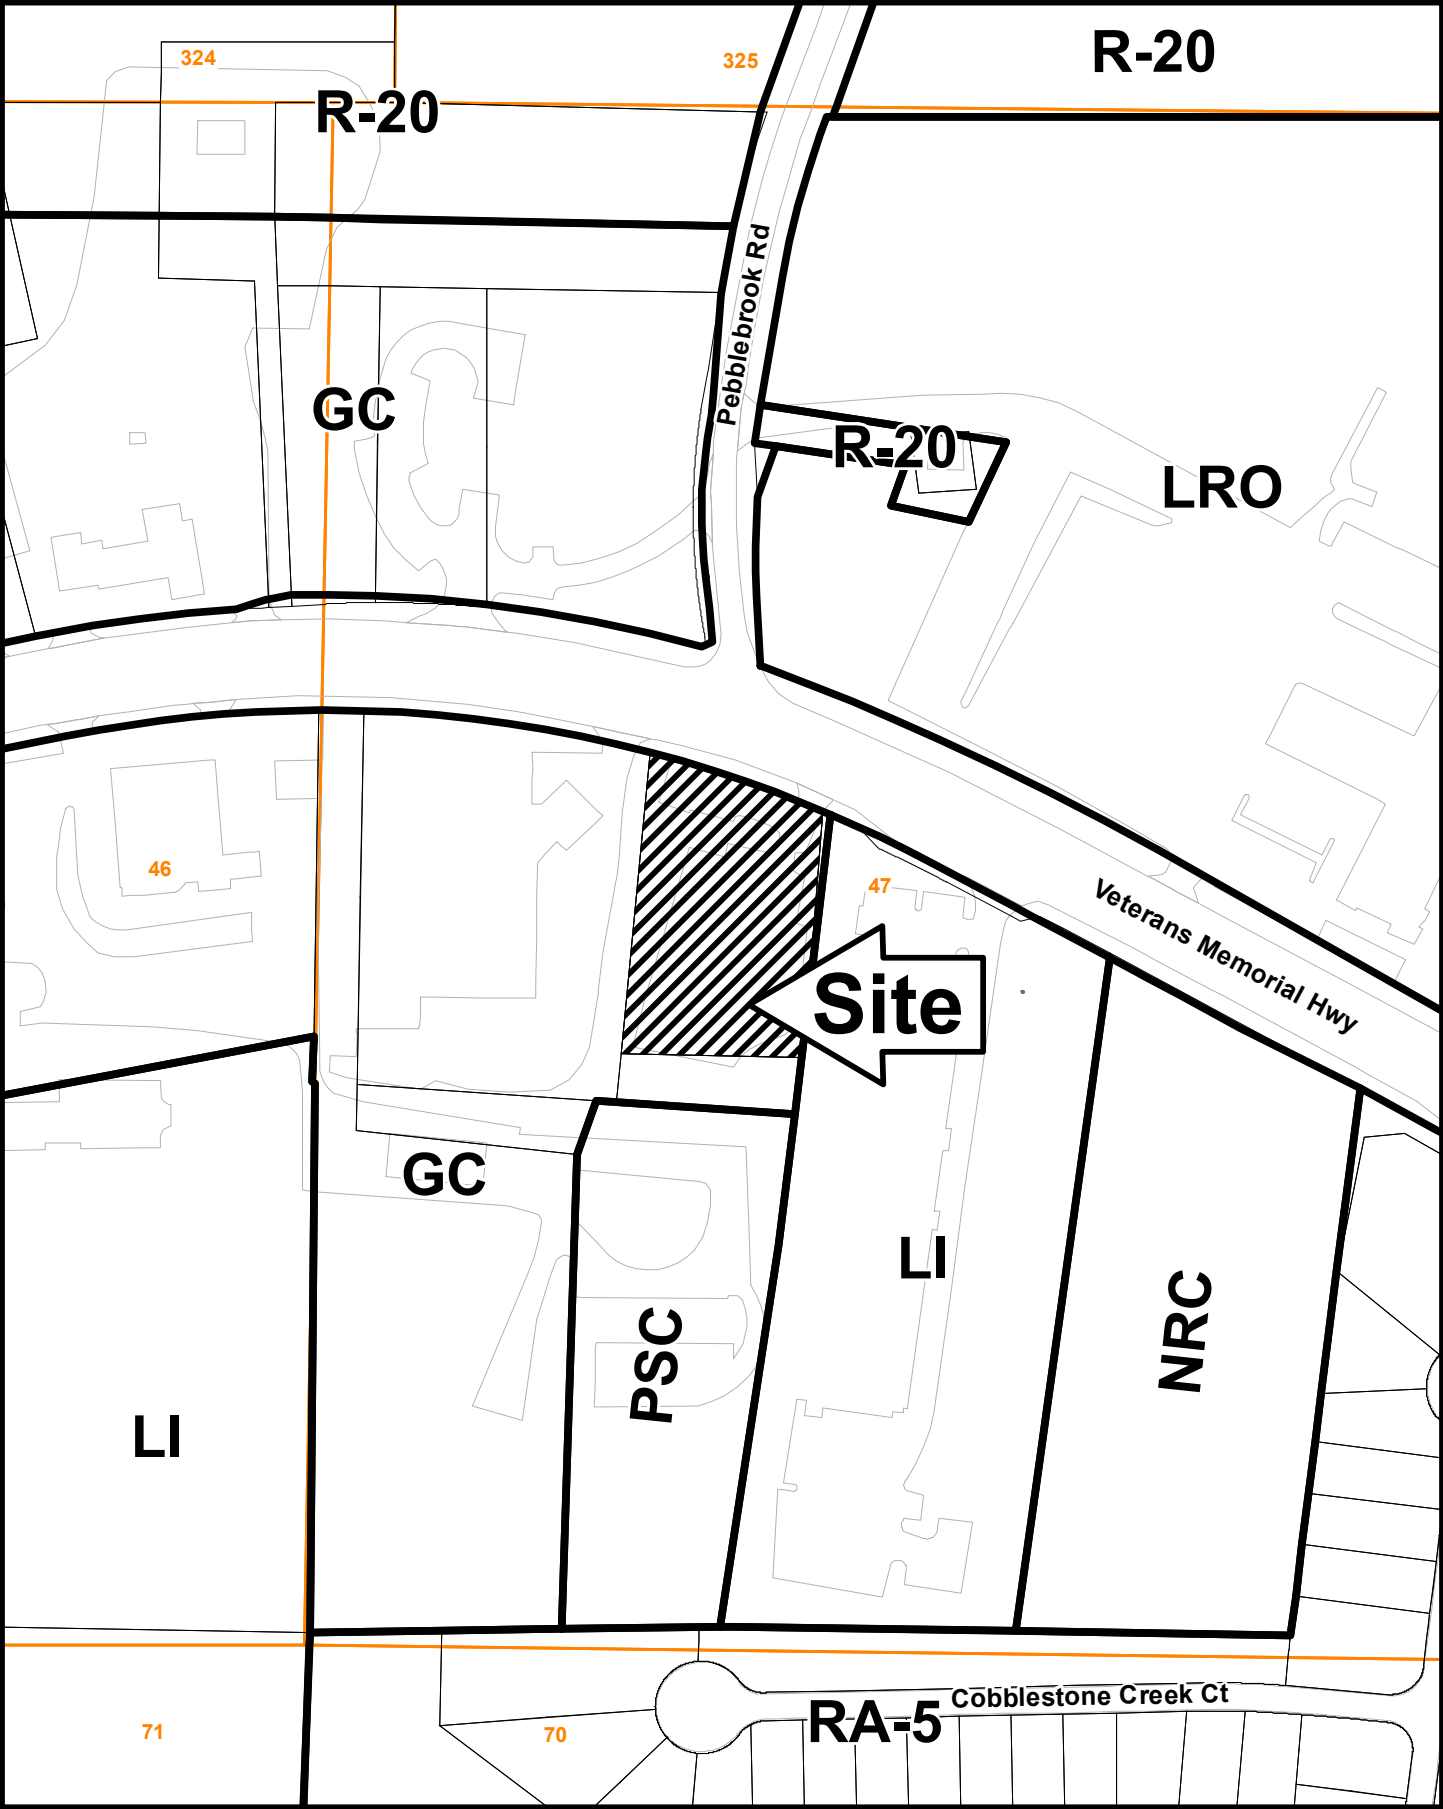 R-20
324
325
R-20
Pebblebrook Rd
GC
R-20
LRO
46
47
Veterans Memorial Hwy
Site
GC
LI
NRC
PSC
LI
Cobblestone Creek Ct
RA-5
71
70